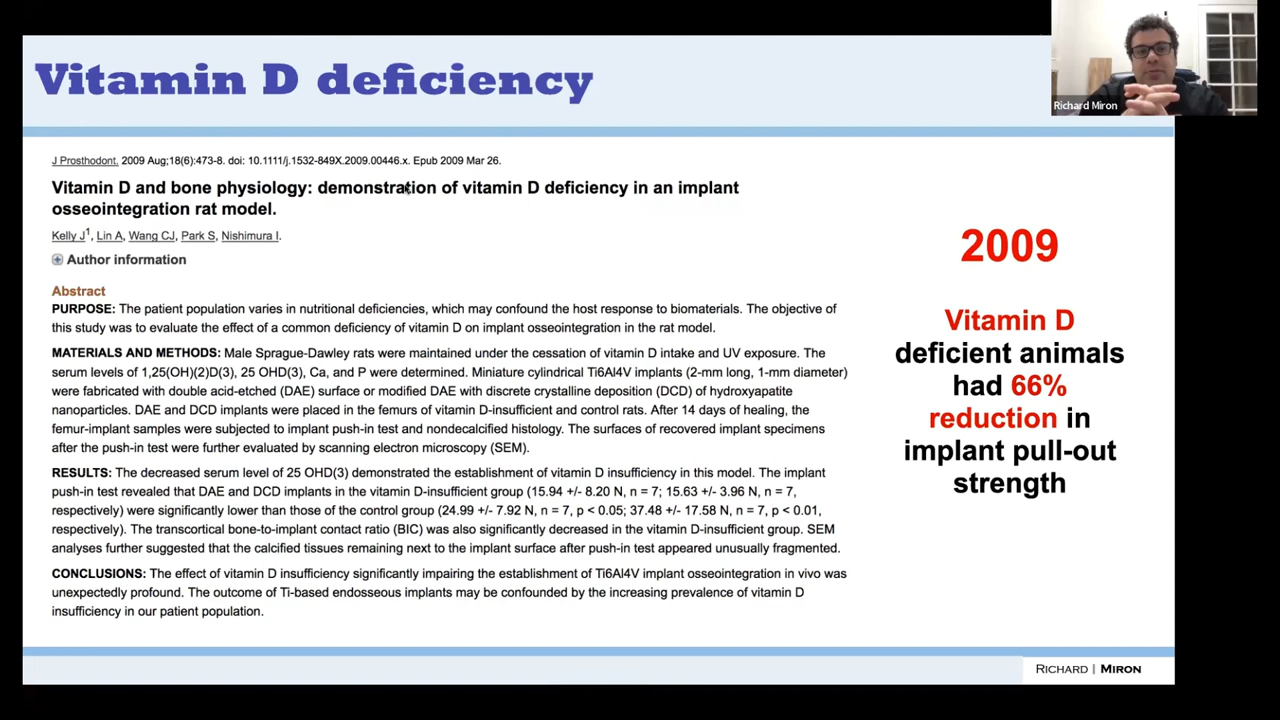 Vitamin D deficiency
Richard Miron
J Prosthodont. 2009 Aug;18(6):473-8. doi: 10.1111/j.1532-849X.2009.00446.x. Epub 2009 Mar 26.
Vitamin D and bone physiology: demonstration of vitamin D deficiency in an implant
osseointegration rat model.
Kelly J1, Lin A, Wang CJ, Park S, Nishimura I.
Author information
Abstract
PURPOSE: The patient population varies in nutritional deficiencies, which may confound the host response to biomaterials. The objective of
this study was to evaluate the effect of a common deficiency of vitamin D on implant osseointegration in the rat model.
MATERIALS AND METHODS: Male Sprague-Dawley rats were maintained under the cessation of vitamin D intake and UV exposure. The
serum levels of 1,25(OH)(2)D(3), 25 OHD(3), Ca, and P were determined. Miniature cylindrical Ti6Al4V implants (2-mm long, 1-mm diameter)
were fabricated with double acid-etched (DAE) surface or modified DAE with discrete crystalline deposition (DCD) of hydroxyapatite
nanoparticles. DAE and DCD implants were placed in the femurs of vitamin D-insufficient and control rats. After 14 days of healing, the
femur-implant samples were subjected to implant push-in test and nondecalcified histology. The surfaces of recovered implant specimens
after the push-in test were further evaluated by scanning electron microscopy (SEM).
RESULTS: The decreased serum level of 25 OHD(3) demonstrated the establishment of vitamin D insufficiency in this model. The implant
push-in test revealed that DAE and DCD implants in the vitamin D-insufficient group (15.94 +/- 8.20 N, n = 7; 15.63 +/- 3.96 N, n = 7,
respectively) were significantly lower than those of the control group (24.99 +/- 7.92 N, n = 7, p < 0.05; 37.48 +/- 17.58 N, n = 7, p < 0.01,
respectively). The transcortical bone-to-implant contact ratio (BIC) was also significantly decreased in the vitamin D-insufficient group. SEM
analyses further suggested that the calcified tissues remaining next to the implant surface after push-in test appeared unusually fragmented.
CONCLUSIONS: The effect of vitamin D insufficiency significantly impairing the establishment of Ti6Al4V implant osseointegration in vivo was
unexpectedly profound. The outcome of Ti-based endosseous implants may be confounded by the increasing prevalence of vitamin D
insufficiency in our patient population.
2009
Vitamin D
deficient animals
had 66%
reduction in
implant pull-out
strength
RICHARD | MIRON